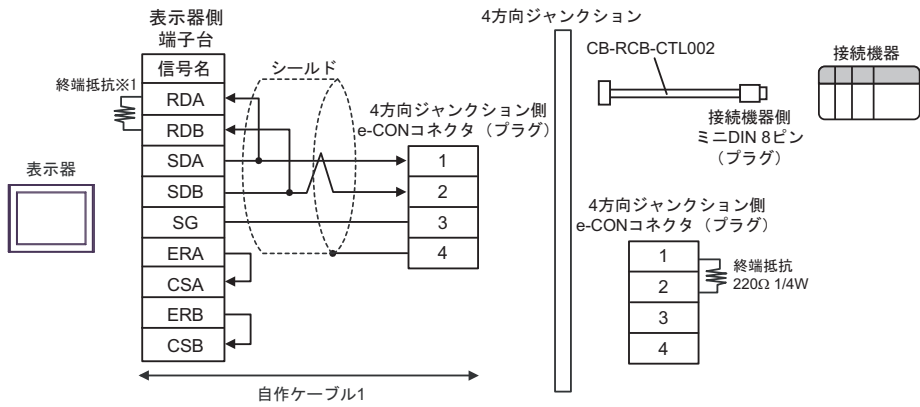 表示器
表示器側
端子台
信号名
終端抵抗※1
RDA
RDB
SDA
SDB
SG
ERA
CSA
ERB
CSB
シールド
4方向ジャンクション側
e-CONコネクタ（プラグ）
1
2
3
4
自作ケーブル1
4方向ジャンクション
CB-RCB-CTL002
接続機器
接続機器側
ミニDIN 8ピン
（プラグ）
4方向ジャンクション側
e-CONコネクタ（プラグ）
1
2
3
4
終端抵抗
220Ω 1/4W